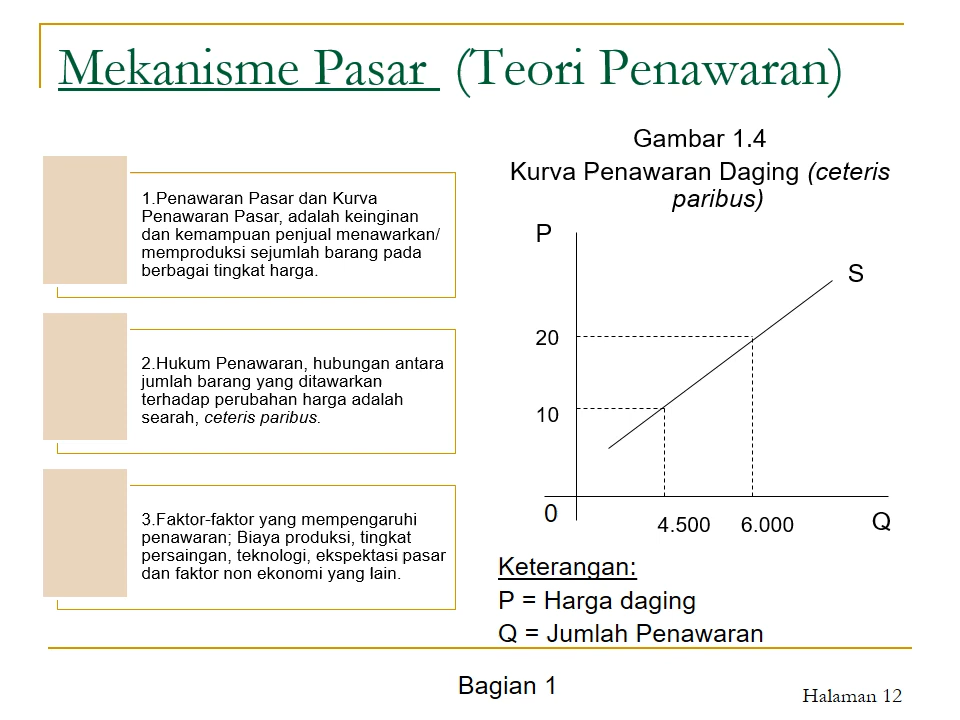 Mekanisme Pasar (Teori Penawaran)
1.Penawaran Pasar dan Kurva
Penawaran Pasar, adalah keinginan
dan kemampuan penjual menawarkan/
memproduksi sejumlah barang pada
berbagai tingkat harga.
2.Hukum Penawaran, hubungan antara
jumlah barang yang ditawarkan
terhadap perubahan harga adalah
searah, ceteris paribus.
3.Faktor-faktor yang mempengaruhi
penawaran; Biaya produksi, tingkat
persaingan, teknologi, ekspektasi pasar
dan faktor non ekonomi yang lain.
Gambar 1.4
Kurva Penawaran Daging (ceteris
paribus)
P
S
20
10
0
4.500 6.000
Q
Keterangan:
P = Harga daging
Q = Jumlah Penawaran
Bagian 1
Halaman 12